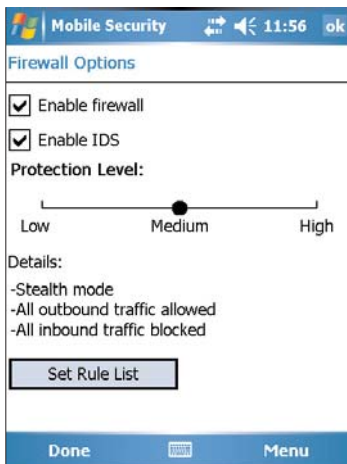 Mobile Security 11:56 ok
Firewall Options
Enable firewall
Enable IDS
Protection Level:
Low Medium High
Details:
-Stealth mode
-All outbound traffic allowed
-All inbound traffic blocked
Set Rule List
Done Menu